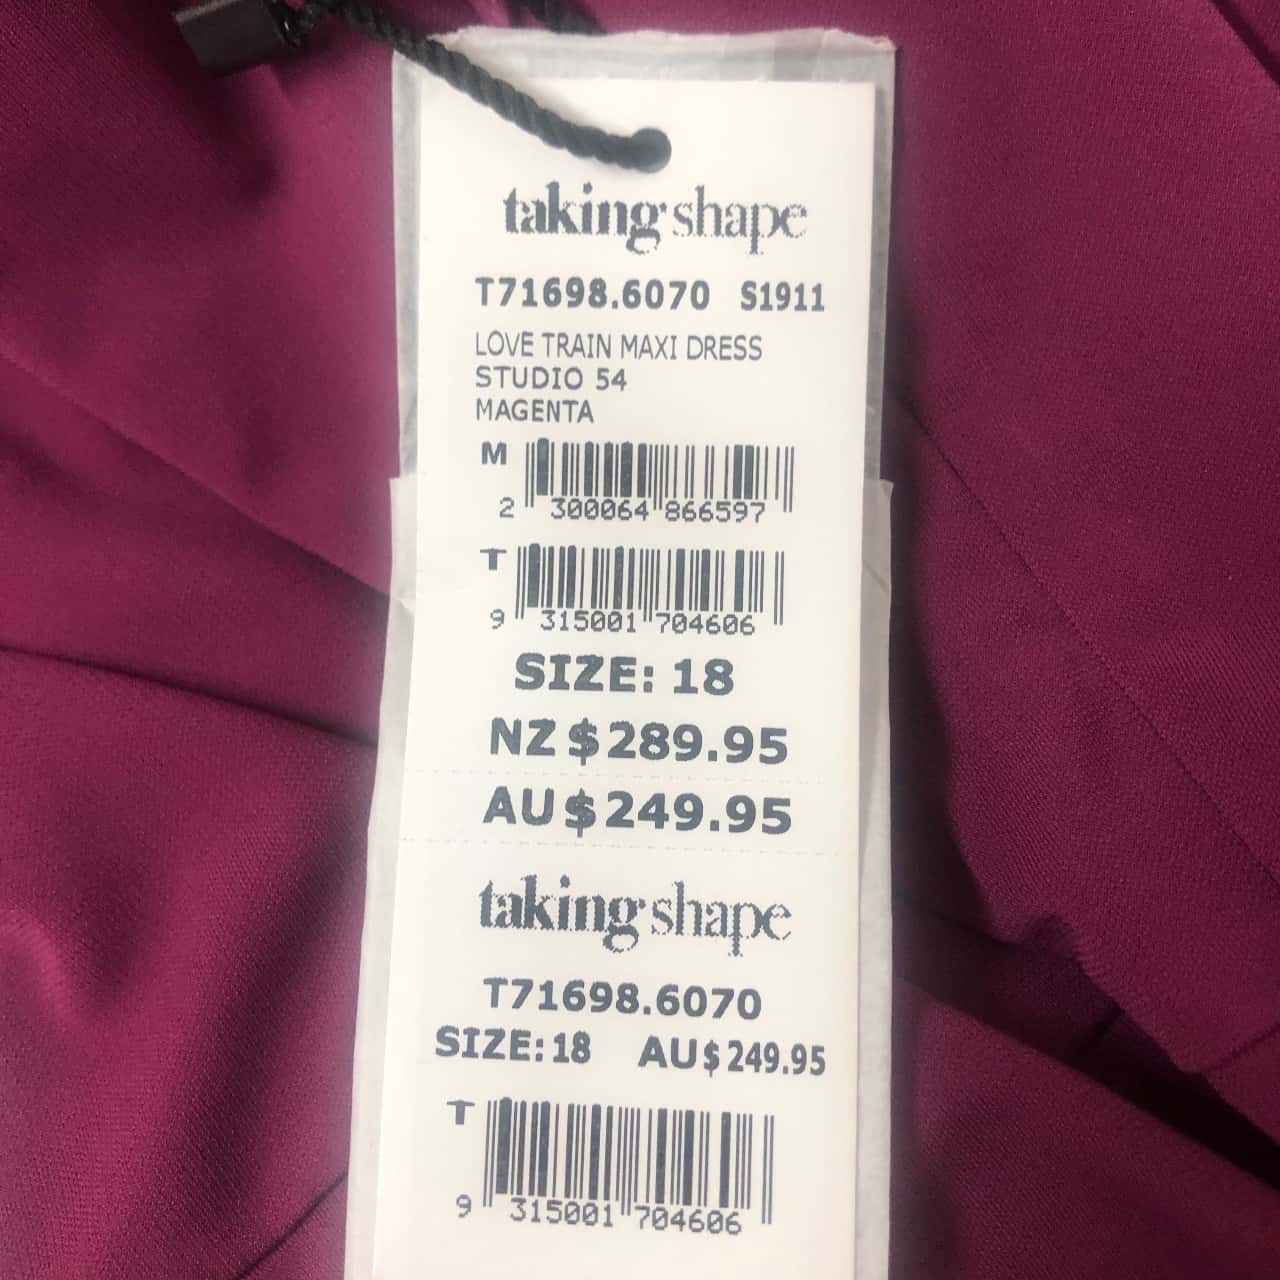 taking shape
T71698.6070 S1911
LOVE TRAIN MAXI DRESS
STUDIO 54
MAGENTA
M
2 300064 866597
T
9 315001 704606
SIZE: 18
NZ $289.95
AU $249.95
taking shape
T71698.6070
SIZE: 18 AU $249.95
T
9 315001 704606